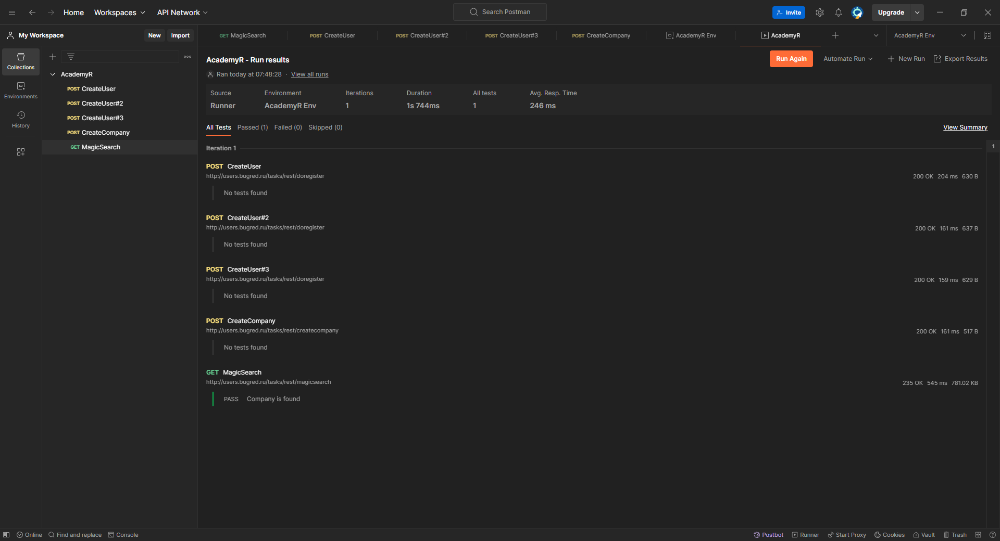 Home Workspaces API Network Search Postman Invite Upgrade
My Workspace New Import
GET MagicSearch POST CreateUser POST CreateUser#2 POST CreateUser#3 POST CreateCompany AcademyR Env AcademyR AcademyR Env
Collections
Environments
History
AcademyR
POST CreateUser
POST CreateUser#2
POST CreateUser#3
POST CreateCompany
GET MagicSearch
AcademyR - Run results Run Again Automate Run New Run Export Results
Ran today at 07:48:28 · View all runs
Source Environment Iterations Duration All tests Avg. Resp. Time
Runner AcademyR Env 1 1s 744ms 1 246 ms
All Tests Passed (1) Failed (0) Skipped (0) View Summary
Iteration 1 1
POST CreateUser
http://users.bugred.ru/tasks/rest/doregister 200 OK 204 ms 630 B
No tests found
POST CreateUser#2
http://users.bugred.ru/tasks/rest/doregister 200 OK 161 ms 637 B
No tests found
POST CreateUser#3
http://users.bugred.ru/tasks/rest/doregister 200 OK 159 ms 629 B
No tests found
POST CreateCompany
http://users.bugred.ru/tasks/rest/createcompany 200 OK 161 ms 517 B
No tests found
GET MagicSearch
http://users.bugred.ru/tasks/rest/magicsearch 235 OK 545 ms 781.02 KB
PASS Company is found
Online Find and replace Console Postbot Runner Start Proxy Cookies Vault Trash